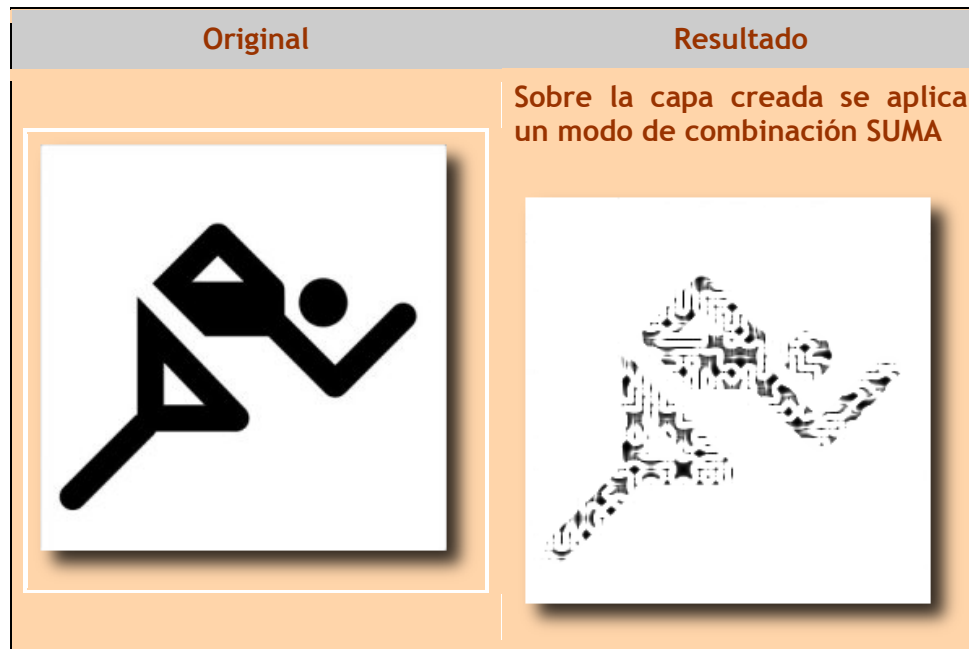 Original
Resultado
Sobre la capa creada se aplica
un modo de combinación SUMA